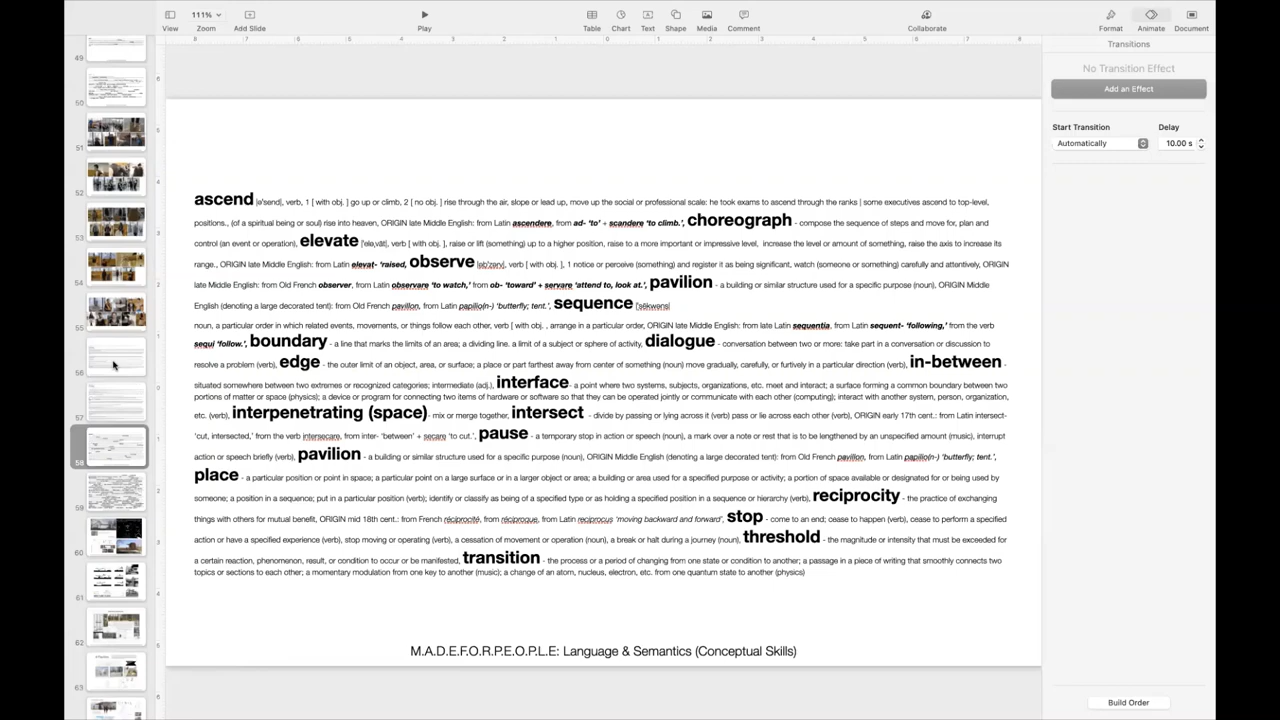 111%
View Zoom Add Slide Play Table Chart Text Shape Media Comment Collaborate Format Animate Document
Transitions
No Transition Effect
Add an Effect
Start Transition Delay
Automatically 10.00 s
ascend |əˈsend|, verb, 1 [ with obj. ] go up or climb, 2 [ no obj. ] rise through the air, slope or lead up, move up the social or professional scale: he took exams to ascend through the ranks | some executives ascend to top-level,
positions., (of a spiritual being or soul) rise into heaven, ORIGIN late Middle English: from Latin ascendere, from ad- ‘to’ + scandere ‘to climb.’, choreograph - compose the sequence of steps and move for, plan and
control (an event or operation), elevate |ˈeləˌvāt|, verb [ with obj. ], raise or lift (something) up to a higher position, raise to a more important or impressive level, increase the level or amount of something, raise the axis to increase its
range., ORIGIN late Middle English: from Latin elevat- ‘raised, observe |əbˈzərv|, verb [ with obj. ], 1 notice or perceive (something) and register it as being significant, watch (someone or something) carefully and attentively, ORIGIN
late Middle English: from Old French observer, from Latin observare ‘to watch,’ from ob- ‘toward’ + servare ‘attend to, look at.’, pavilion - a building or similar structure used for a specific purpose (noun), ORIGIN Middle
English (denoting a large decorated tent): from Old French pavillon, from Latin papilio(n-) ‘butterfly; tent.’, sequence |ˈsēkwəns|
noun, a particular order in which related events, movements, or things follow each other, verb [ with obj. , arrange in a particular order, ORIGIN late Middle English: from late Latin sequentia, from Latin sequent- ‘following,’ from the verb
sequi ‘follow.’, boundary - a line that marks the limits of an area; a dividing line. a limit of a subject or sphere of activity, dialogue - conversation between two or more: take part in a conversation or discussion to
resolve a problem (verb), edge - the outer limit of an object, area, or surface; a place or part farthest away from center of something (noun) move gradually, carefully, or furtively in a particular direction (verb), in-between -
situated somewhere between two extremes or recognized categories; intermediate (adj.), interface- a point where two systems, subjects, organizations, etc. meet and interact; a surface forming a common boundary between two
portions of matter or space (physics); a device or program for connecting two items of hardware or software so that they can be operated jointly or communicate with each other (computing); interact with another system, person, organization,
etc. (verb), interpenetrating (space)- mix or merge together, intersect - divide by passing or lying across it (verb) pass or lie across each other (verb), ORIGIN early 17th cent.: from Latin intersect-
‘cut, intersected,’ from the verb intersecare, from inter- ‘between’ + secare ‘to cut.’, pause - a temporary stop in action or speech (noun), a mark over a note or rest that is to be lengthened by an unspecified amount (music), interrupt
action or speech briefly (verb), pavilion - a building or similar structure used for a specific purpose (noun), ORIGIN Middle English (denoting a large decorated tent): from Old French pavillon, from Latin papilio(n-) ‘butterfly; tent.’,
place - a particular position or point in space; a particular point on a large surface or in a larger object or area; a building or area used for a specified purpose or activity; a portion of space available or designated for or being used by
someone; a position in a sequence; put in a particular position (verb); identify or classify as being of a specified type or as holding a specified position in a sequence or hierarchy (verb), reciprocity - the practice of exchanging
things with others for mutual benefit, ORIGIN mid 18th cent.: from French réciprocité, from réciproque, from Latin reciprocus ‘moving backward and forward’, stop - come to an end; cease to happen (verb), cease to perform a specified
action or have a specified experience (verb), stop moving or operating (verb), a cessation of movement or operation (noun), a break or halt during a journey (noun), threshold - the magnitude or intensity that must be exceeded for
a certain reaction, phenomenon, result, or condition to occur or be manifested, transition - the process or a period of changing from one state or condition to another; a passage in a piece of writing that smoothly connects two
topics or sections to each other; a momentary modulation from one key to another (music); a change of an atom, nucleus, electron, etc. from one quantum state to another (physics)
M.A.D.E.F.O.R.P.E.O.P.L.E: Language & Semantics (Conceptual Skills)
Build Order
49
50
51
52
53
54
55
56
57
58
59
60
61
62
63